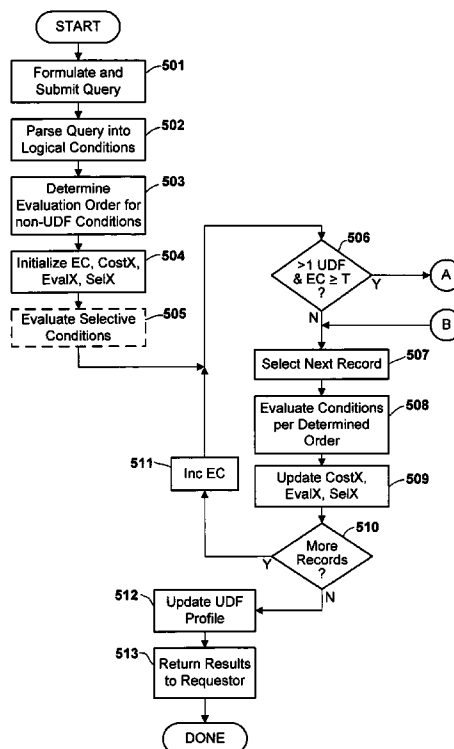 START
501
Formulate and
Submit Query
502
Parse Query into
Logical Conditions
503
Determine
Evaluation Order for
non-UDF Conditions
504
Initialize EC, CostX,
EvalX, SelX
505
Evaluate Selective
Conditions
506
>1 UDF
& EC ≥ T
?
Y
A
N
B
507
Select Next Record
508
Evaluate Conditions
per Determined
Order
509
Update CostX,
EvalX, SelX
510
More
Records
?
Y
N
511
Inc EC
512
Update UDF
Profile
513
Return Results
to Requestor
DONE